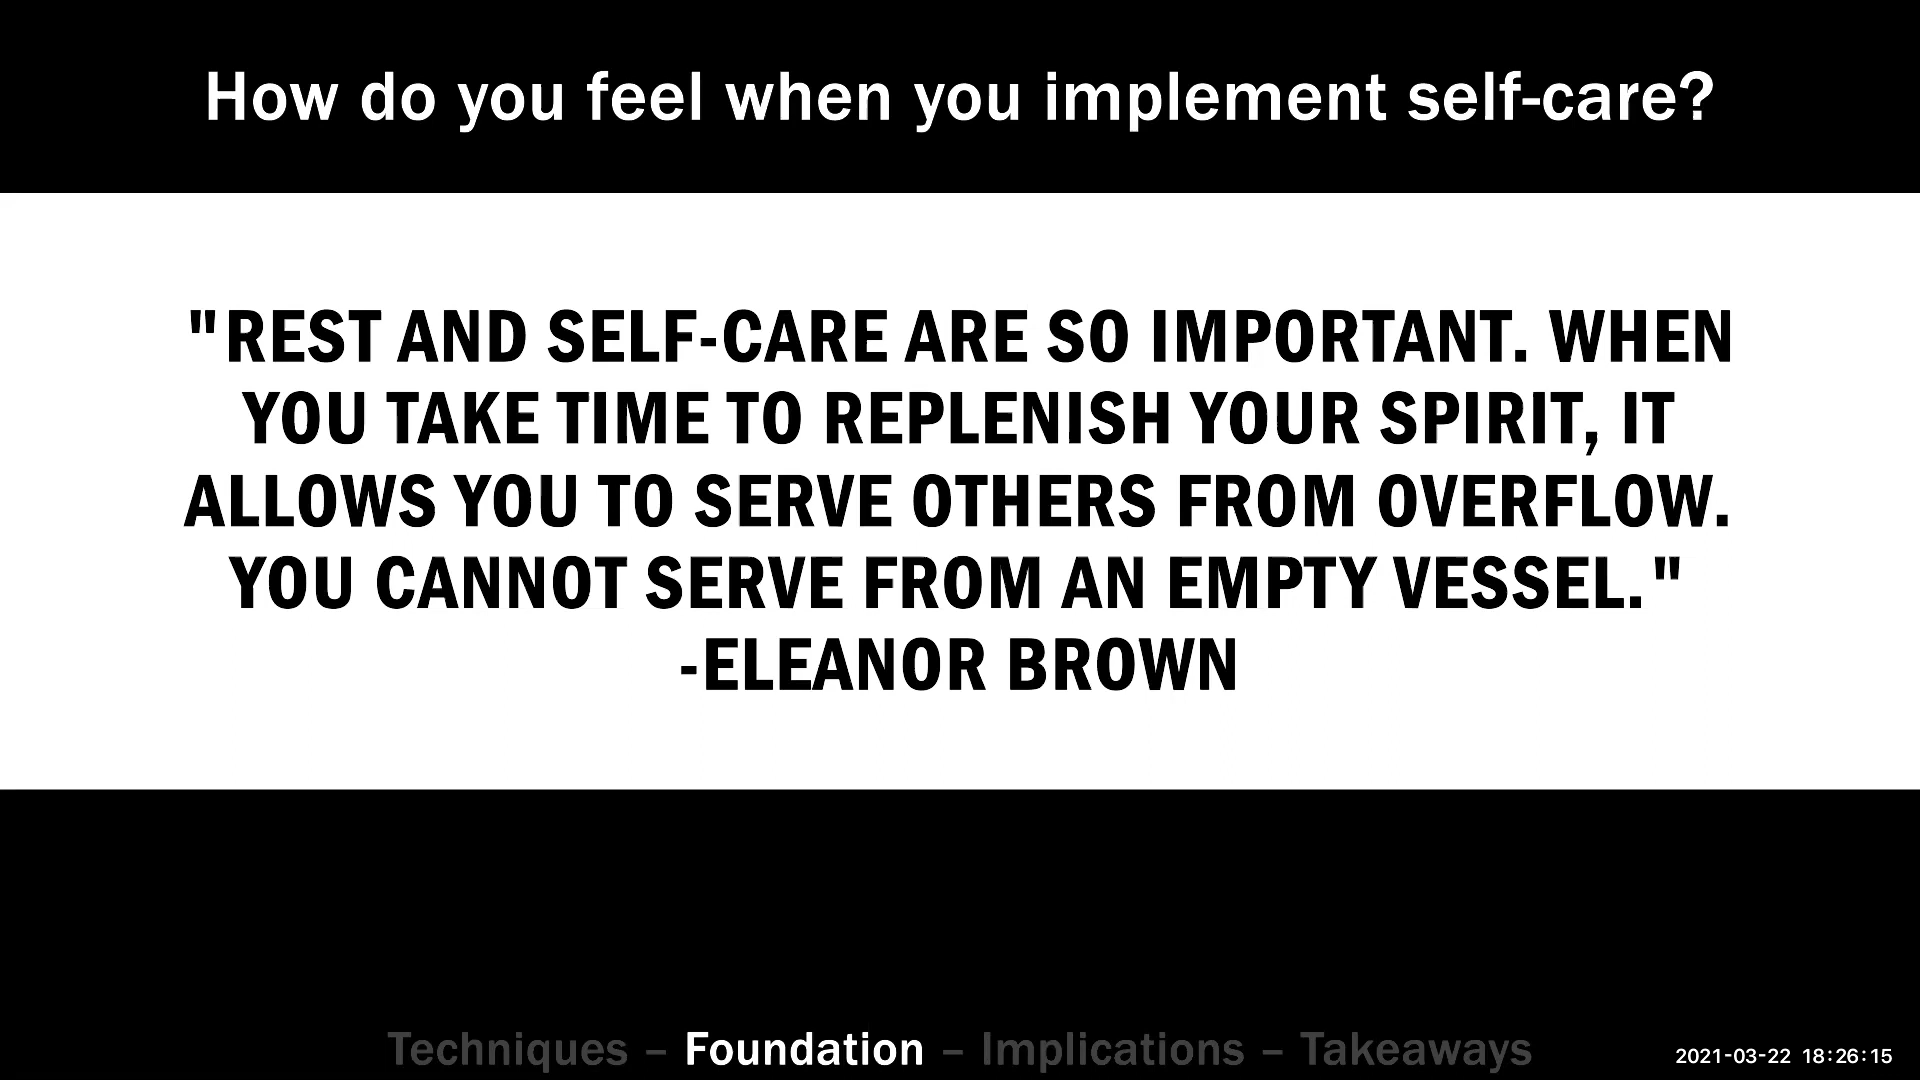 How do you feel when you implement self-care?
"REST AND SELF-CARE ARE SO IMPORTANT. WHEN
YOU TAKE TIME TO REPLENISH YOUR SPIRIT, IT
ALLOWS YOU TO SERVE OTHERS FROM OVERFLOW.
YOU CANNOT SERVE FROM AN EMPTY VESSEL."
-ELEANOR BROWN
Techniques – Foundation – Implications – Takeaways
2021-03-22 18:26:15